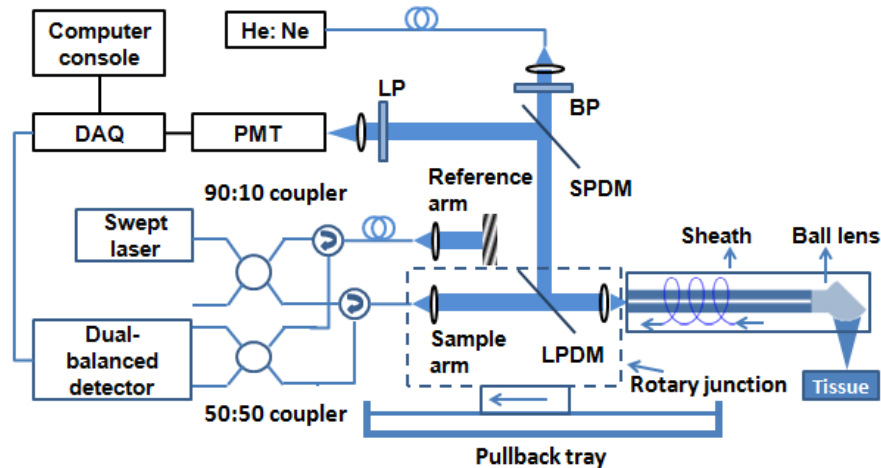 Computer
console
He: Ne
LP
BP
DAQ
PMT
SPDM
90:10 coupler
Reference
arm
Swept
laser
Sheath
Ball lens
Dual-
balanced
detector
Sample
arm
LPDM
Rotary junction
Tissue
50:50 coupler
Pullback tray